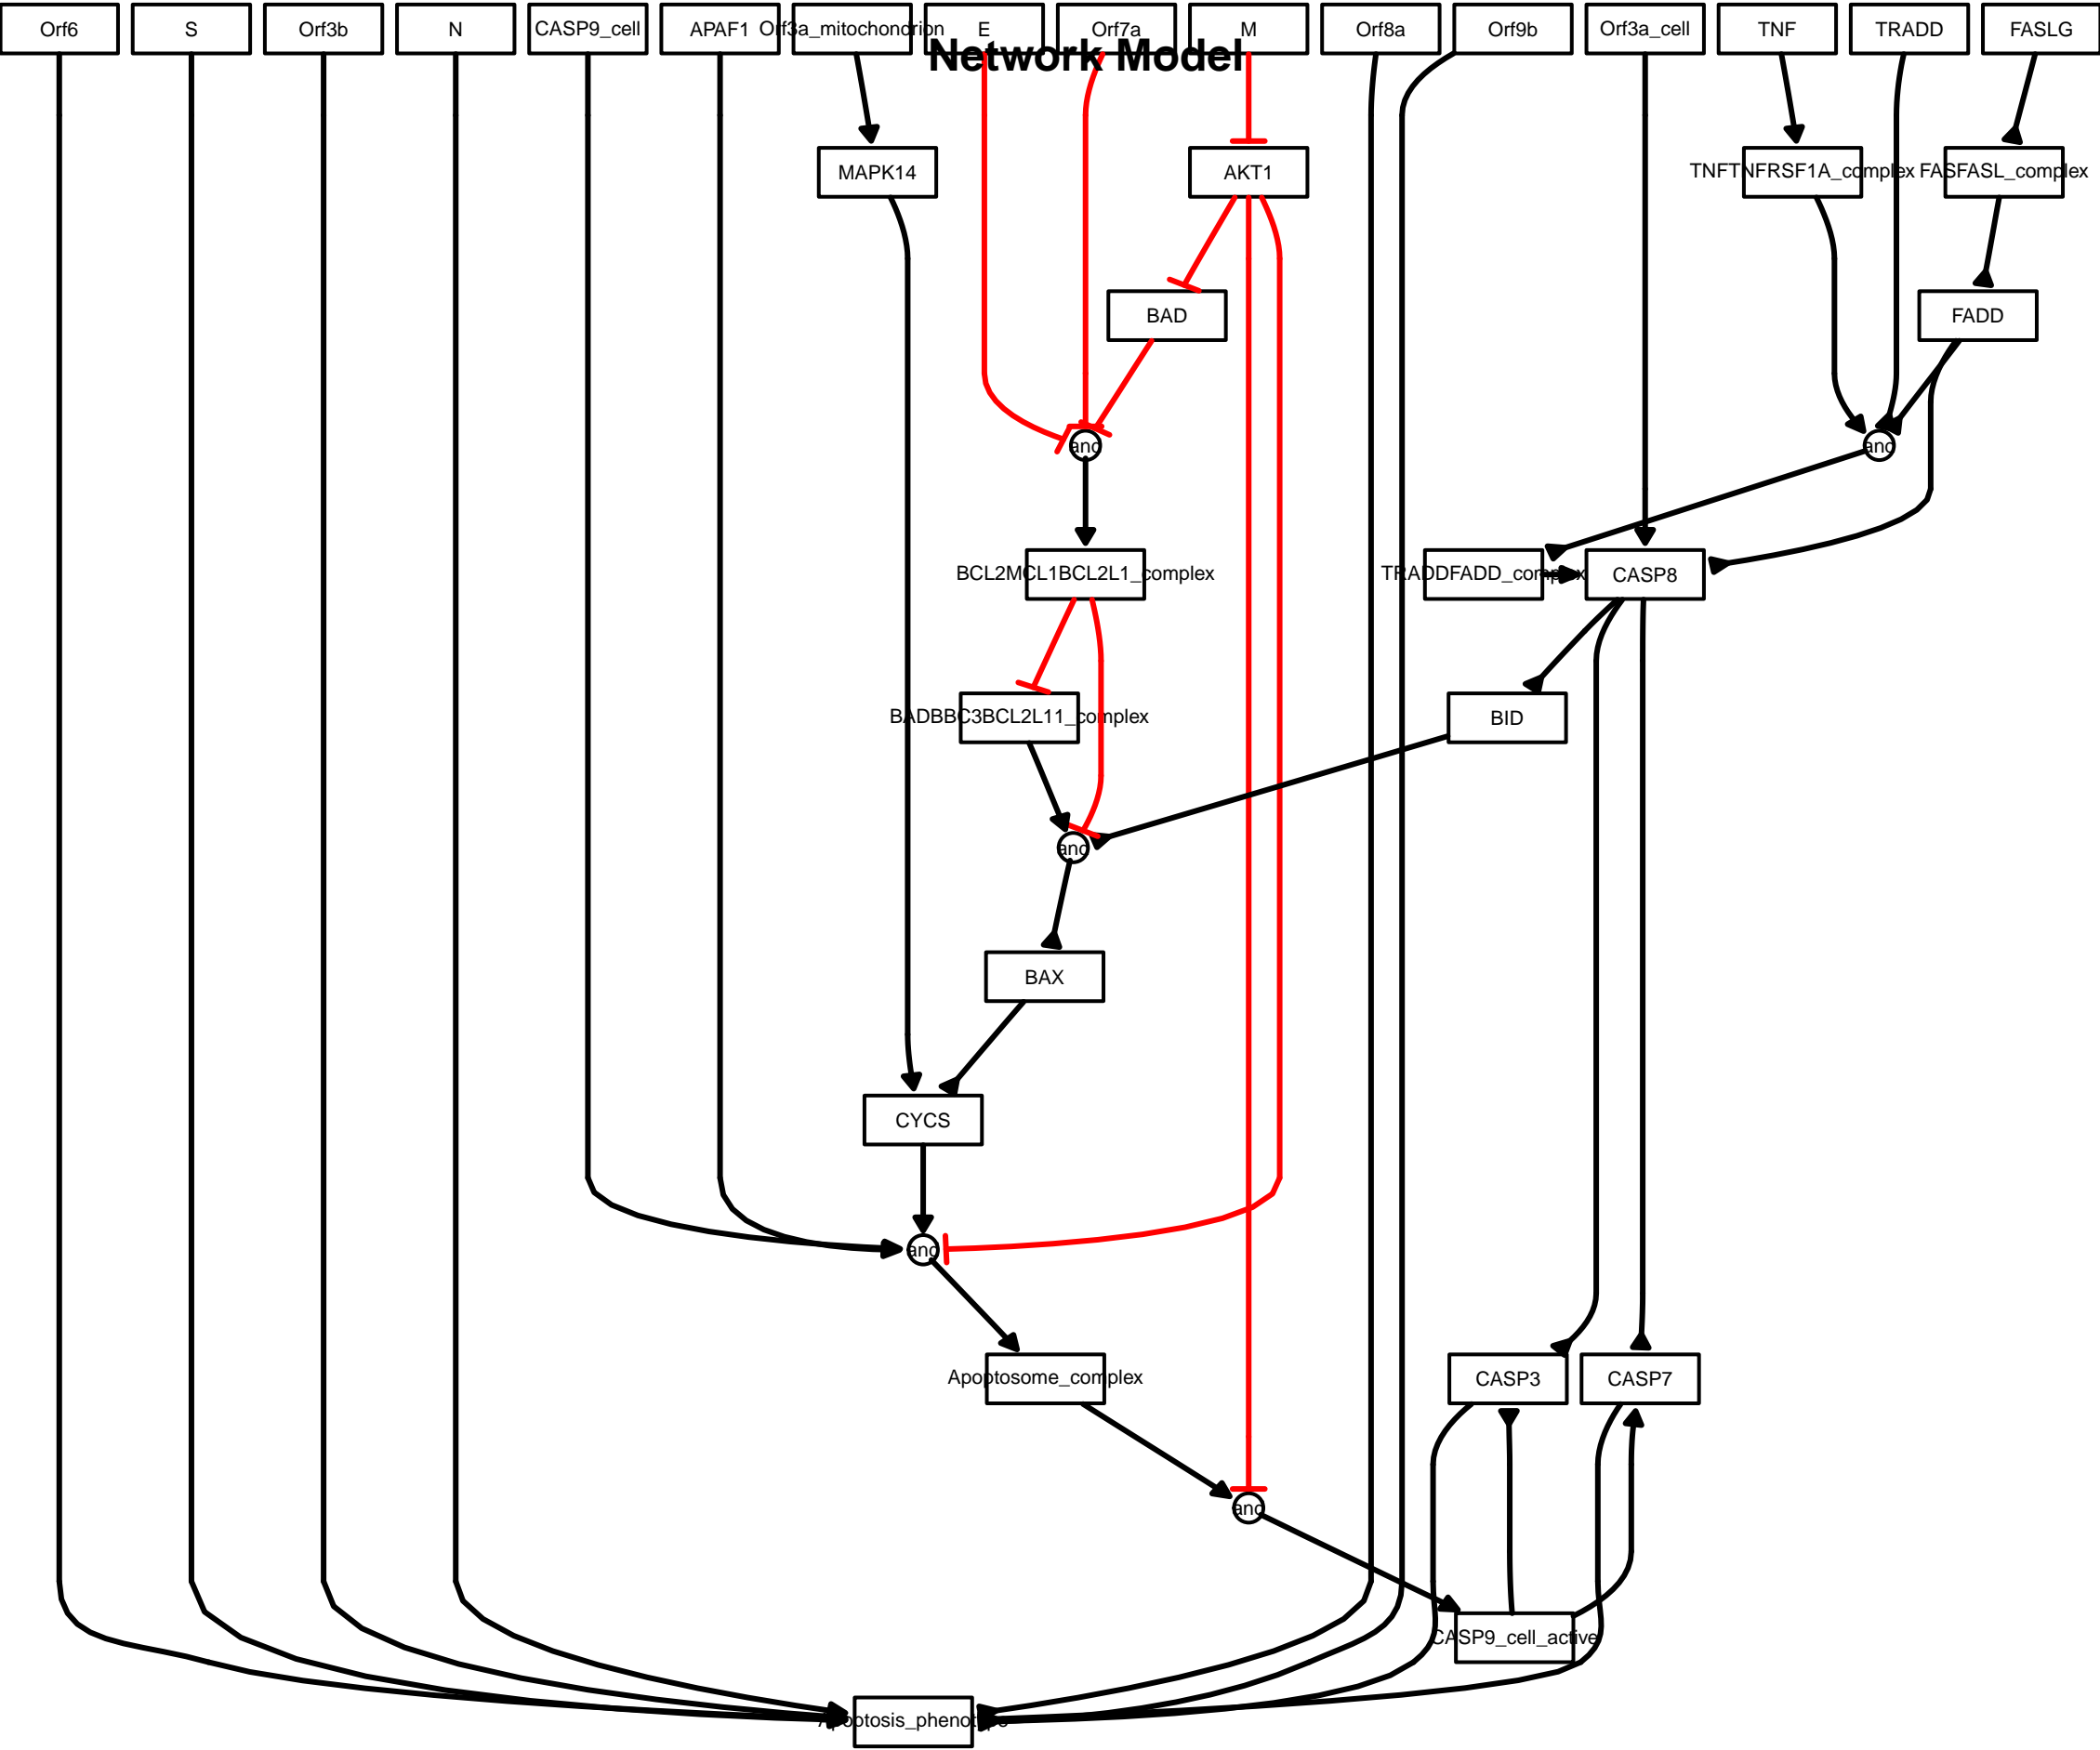 Orf6
S
Orf3b
N
CASP9_cell
APAF1
Orf3a_mitochondrion
E
Orf7a
M
Orf8a
Orf9b
Orf3a_cell
TNF
TRADD
FASLG
Network Model
MAPK14
AKT1
TNFTNFRSF1A_complex
FASFASL_complex
BAD
FADD
and
and
BCL2MCL1BCL2L1_complex
TRADDFADD_complex
CASP8
BADBBC3BCL2L11_complex
BID
and
BAX
CYCS
and
Apoptosome_complex
CASP3
CASP7
and
CASP9_cell_active
Apoptosis_phenotype